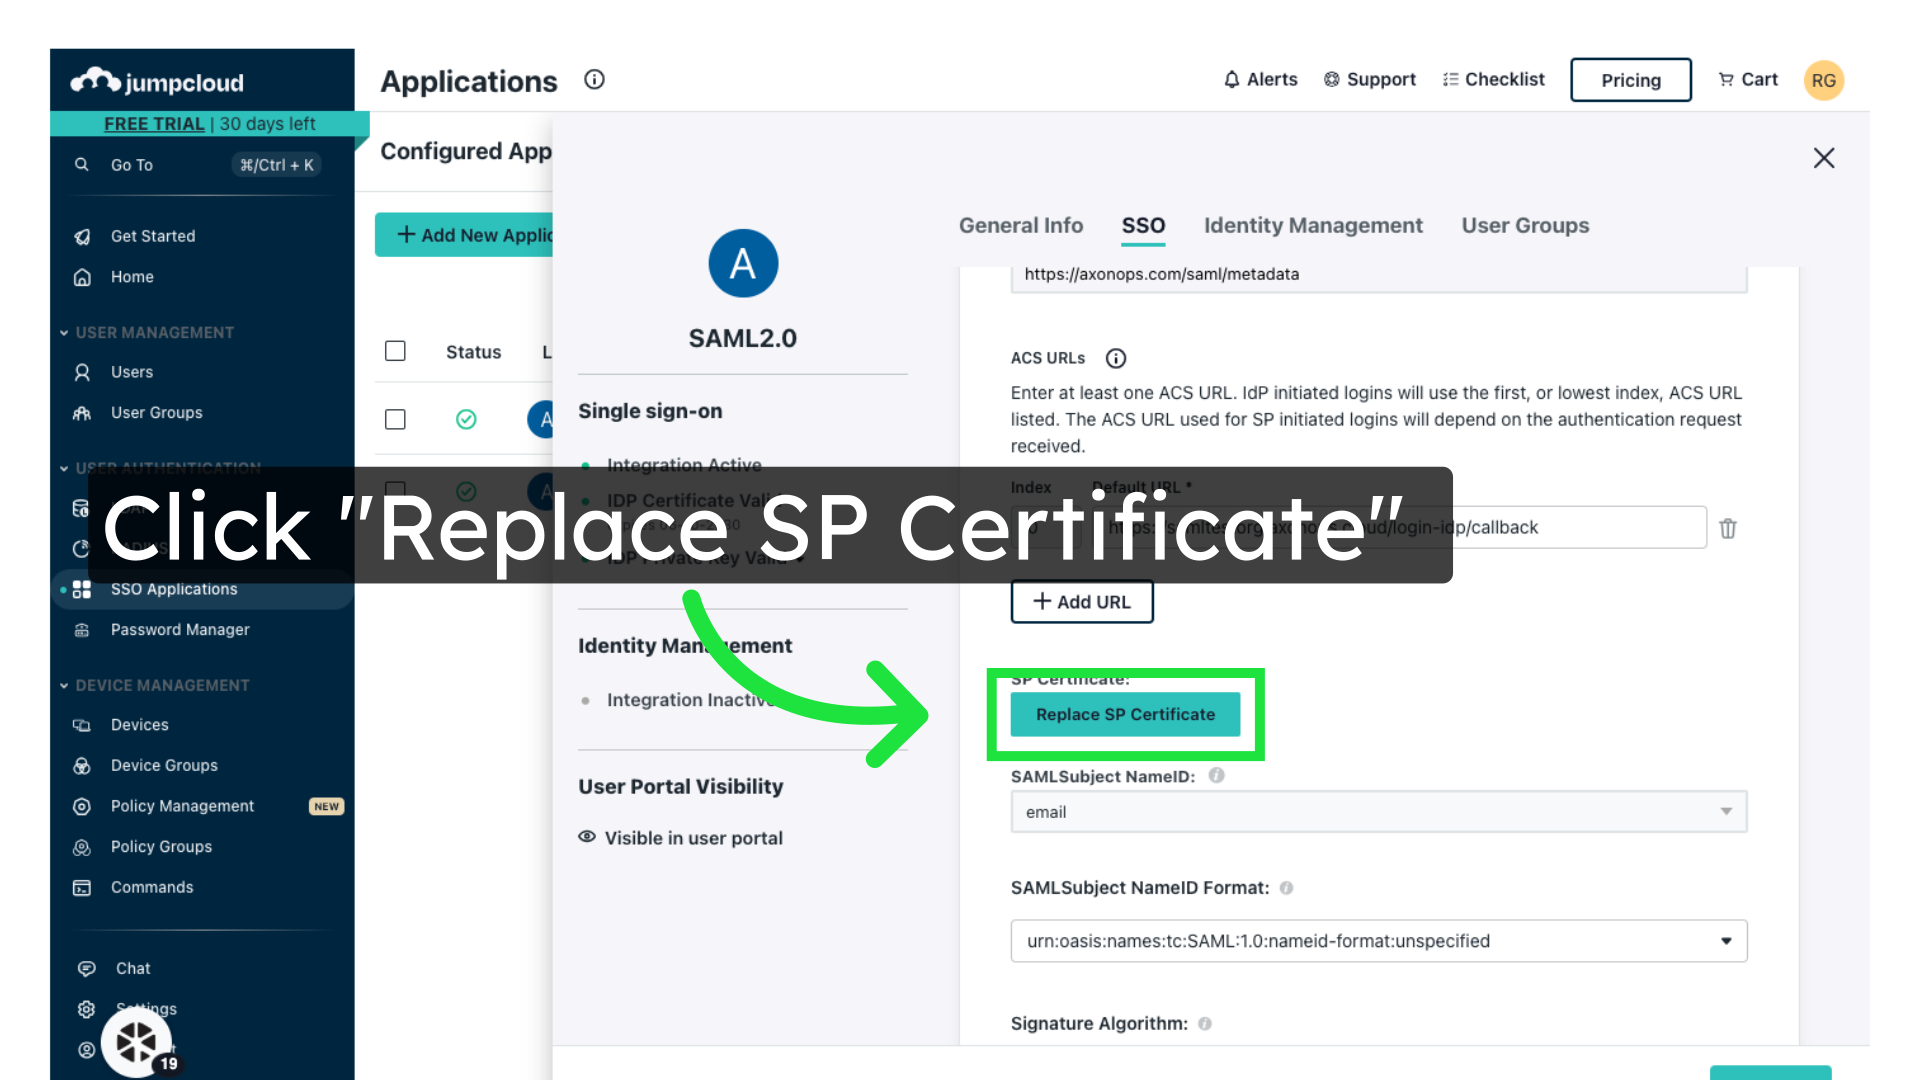 jumpcloud
FREE TRIAL | 30 days left
Go To
⌘/Ctrl + K
Get Started
Home
USER MANAGEMENT
Users
User Groups
USER AUTHENTICATION
SSO Applications
Password Manager
DEVICE MANAGEMENT
Devices
Device Groups
Policy Management
NEW
Policy Groups
Commands
Chat
Settings
19
Applications
Alerts
Support
Checklist
Pricing
Cart
RG
Configured App
+ Add New Applic
Status
L
A
A
A
SAML2.0
Single sign-on
Integration Active
IDP Certificate Valid
IDP Private Key Valid
Identity Management
Integration Inactive
User Portal Visibility
Visible in user portal
General Info
SSO
Identity Management
User Groups
https://axonops.com/saml/metadata
ACS URLs
Enter at least one ACS URL. IdP initiated logins will use the first, or lowest index, ACS URL
listed. The ACS URL used for SP initiated logins will depend on the authentication request
received.
Index
Default URL *
Click "Replace SP Certificate"
+ Add URL
SP Certificate:
Replace SP Certificate
SAMLSubject NameID:
email
SAMLSubject NameID Format:
urn:oasis:names:tc:SAML:1.0:nameid-format:unspecified
Signature Algorithm: